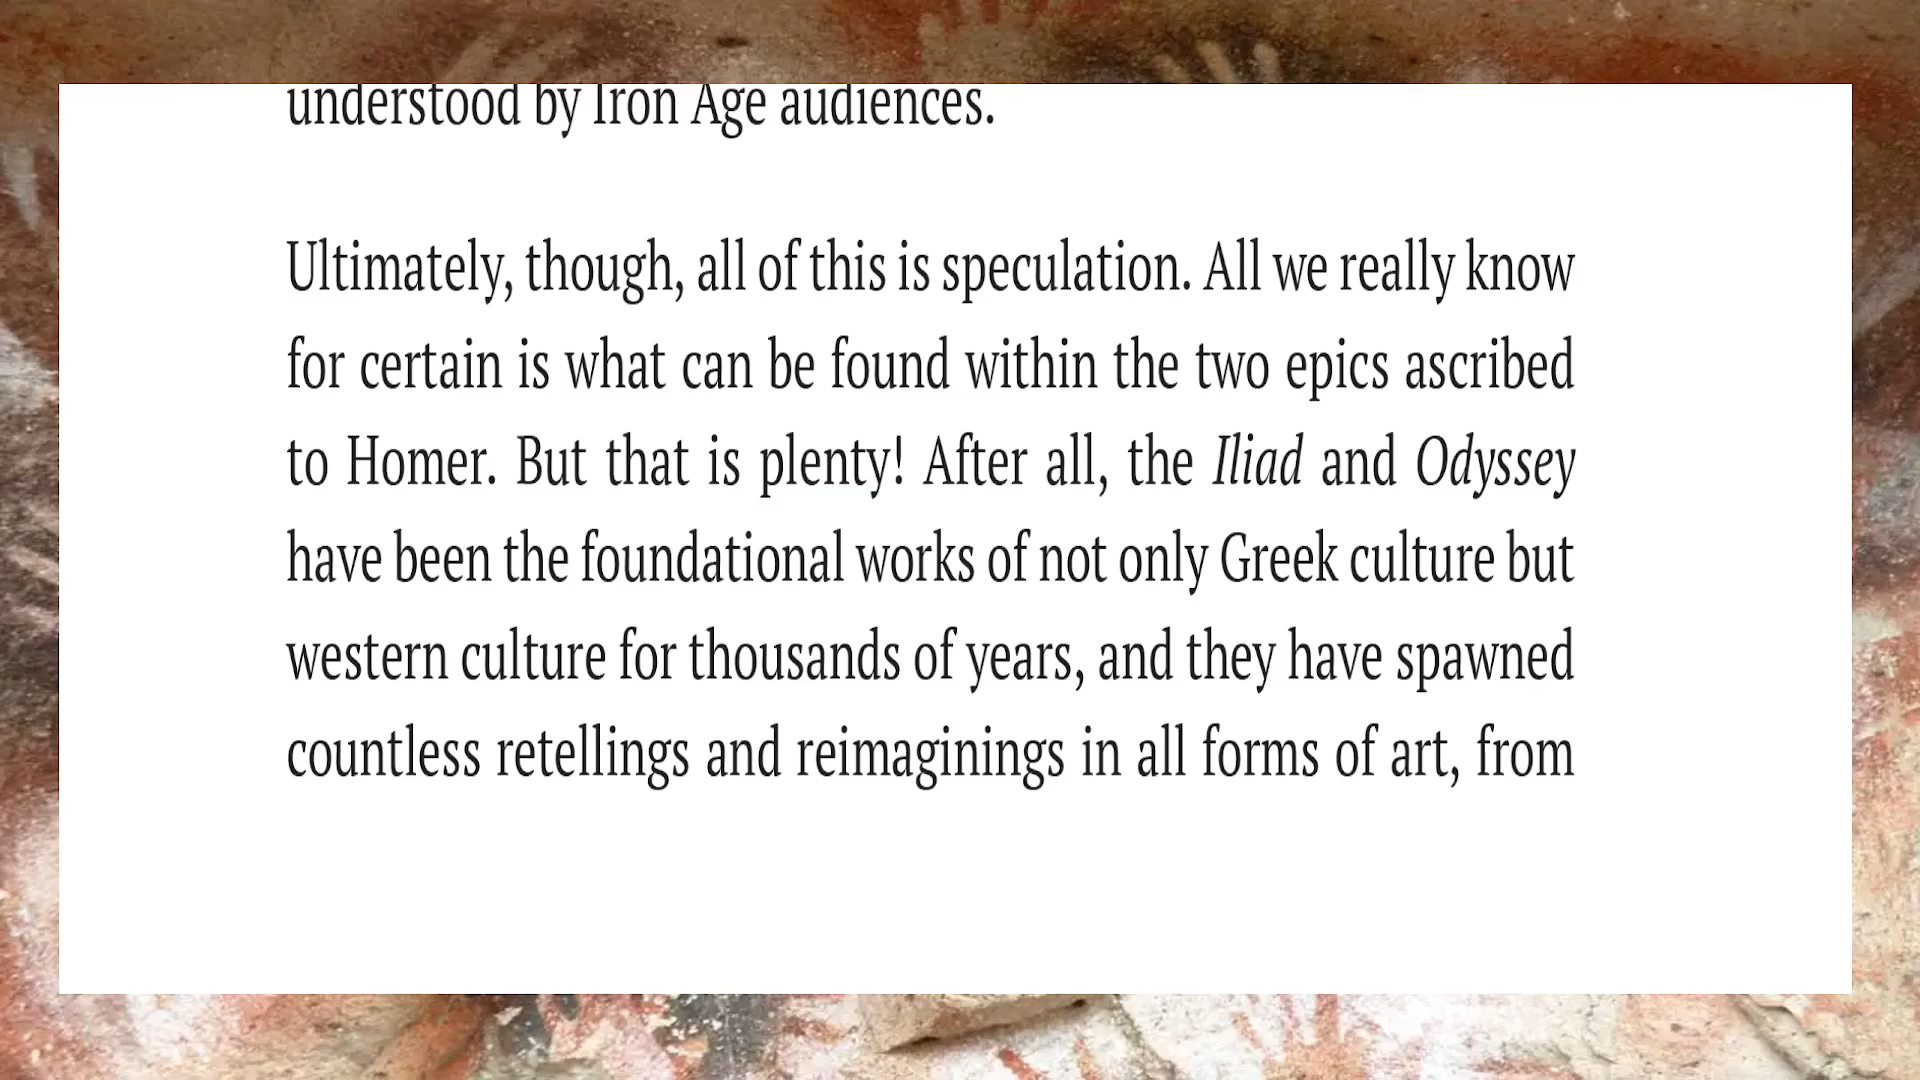 understood by Iron Age audiences.
Ultimately, though, all of this is speculation. All we really know
for certain is what can be found within the two epics ascribed
to Homer. But that is plenty! After all, the Iliad and Odyssey
have been the foundational works of not only Greek culture but
western culture for thousands of years, and they have spawned
countless retellings and reimaginings in all forms of art, from